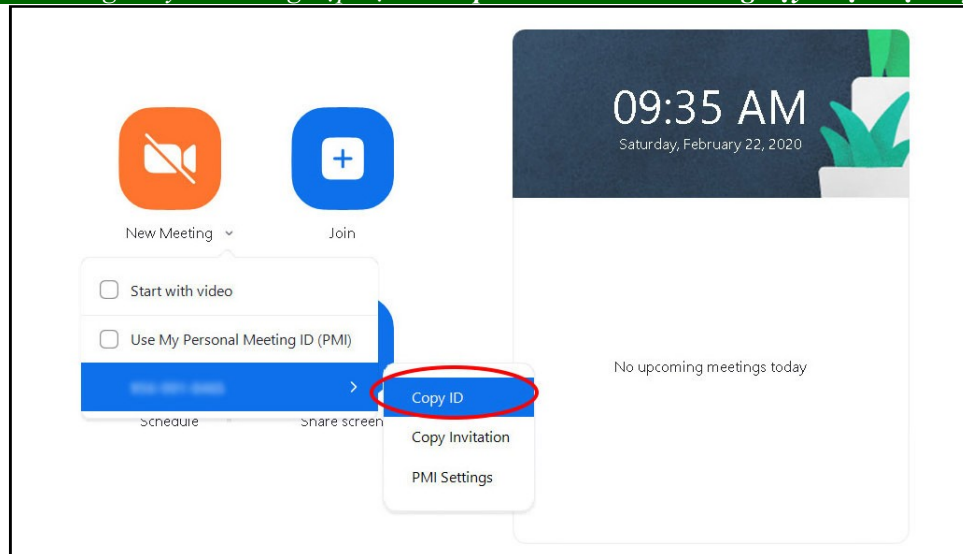 09:35 AM
Saturday, February 22, 2020
New Meeting
Join
Start with video
Use My Personal Meeting ID (PMI)
No upcoming meetings today
Copy ID
Schedule
Share screen
Copy Invitation
PMI Settings